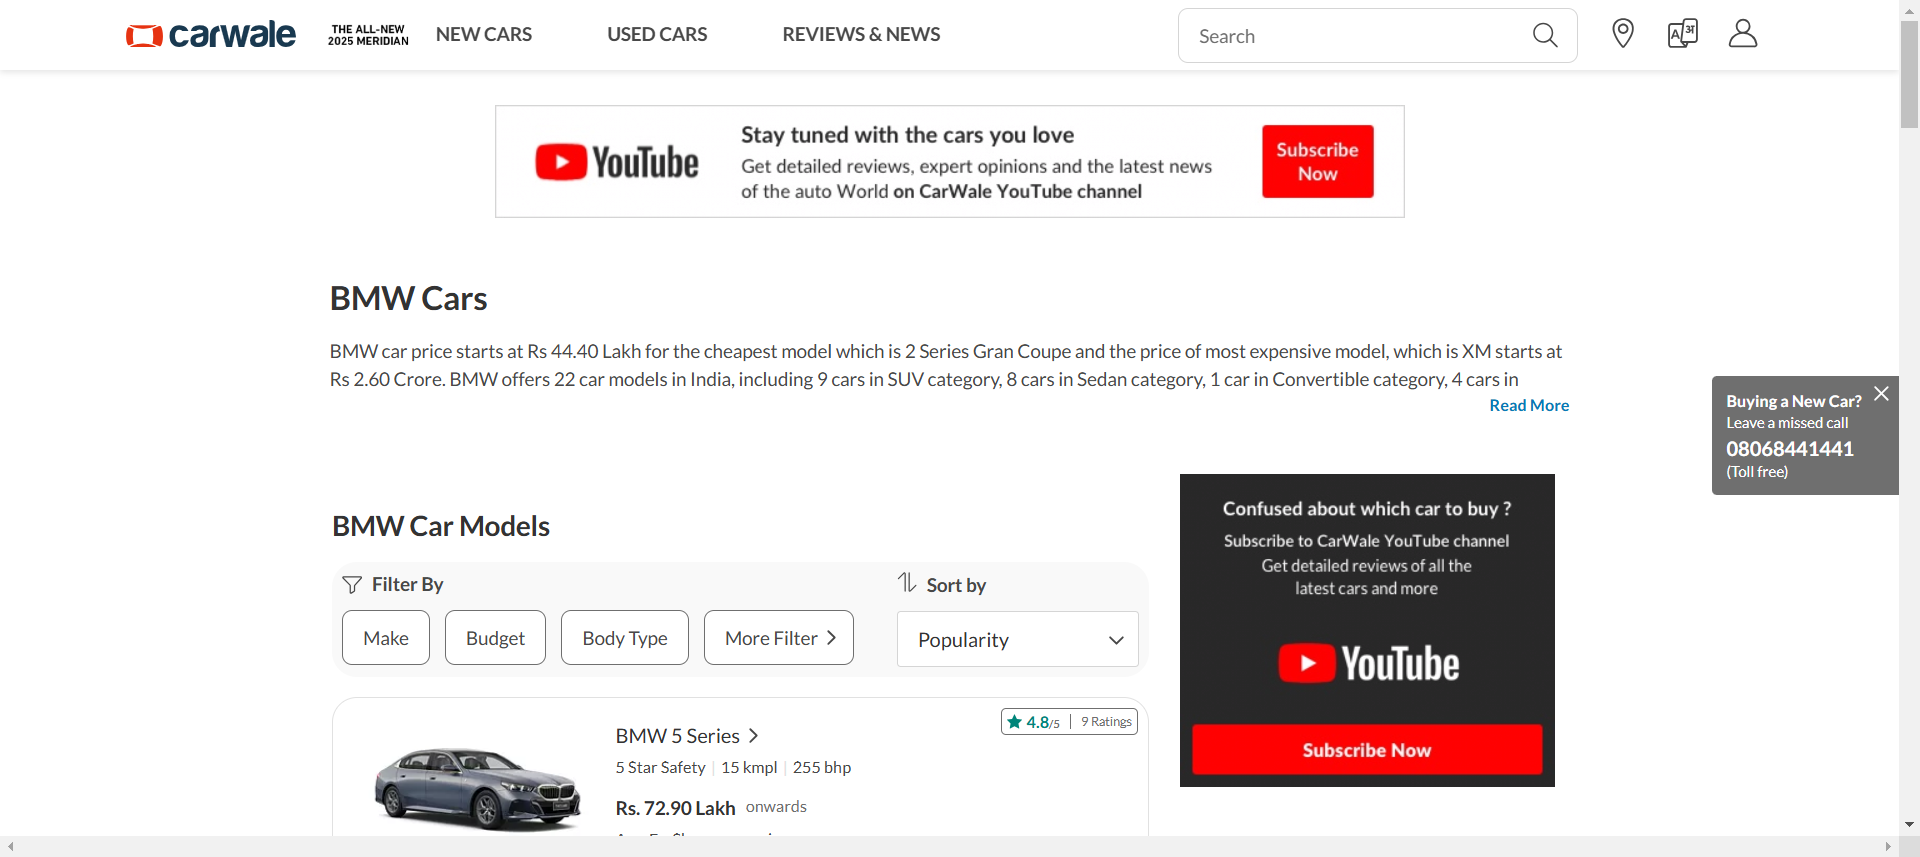 carwale
THE ALL-NEW
2025 MERIDIAN
NEW CARS
USED CARS
REVIEWS & NEWS
Search
YouTube
Stay tuned with the cars you love
Get detailed reviews, expert opinions and the latest news
of the auto World on CarWale YouTube channel
Subscribe
Now
BMW Cars
BMW car price starts at Rs 44.40 Lakh for the cheapest model which is 2 Series Gran Coupe and the price of most expensive model, which is XM starts at
Rs 2.60 Crore. BMW offers 22 car models in India, including 9 cars in SUV category, 8 cars in Sedan category, 1 car in Convertible category, 4 cars in
Read More
Buying a New Car?
Leave a missed call
08068441441
(Toll free)
BMW Car Models
Filter By
Make
Budget
Body Type
More Filter
Sort by
Popularity
Confused about which car to buy ?
Subscribe to CarWale YouTube channel
Get detailed reviews of all the
latest cars and more
YouTube
Subscribe Now
4.8/5 | 9 Ratings
BMW 5 Series
5 Star Safety | 15 kmpl | 255 bhp
Rs. 72.90 Lakh onwards